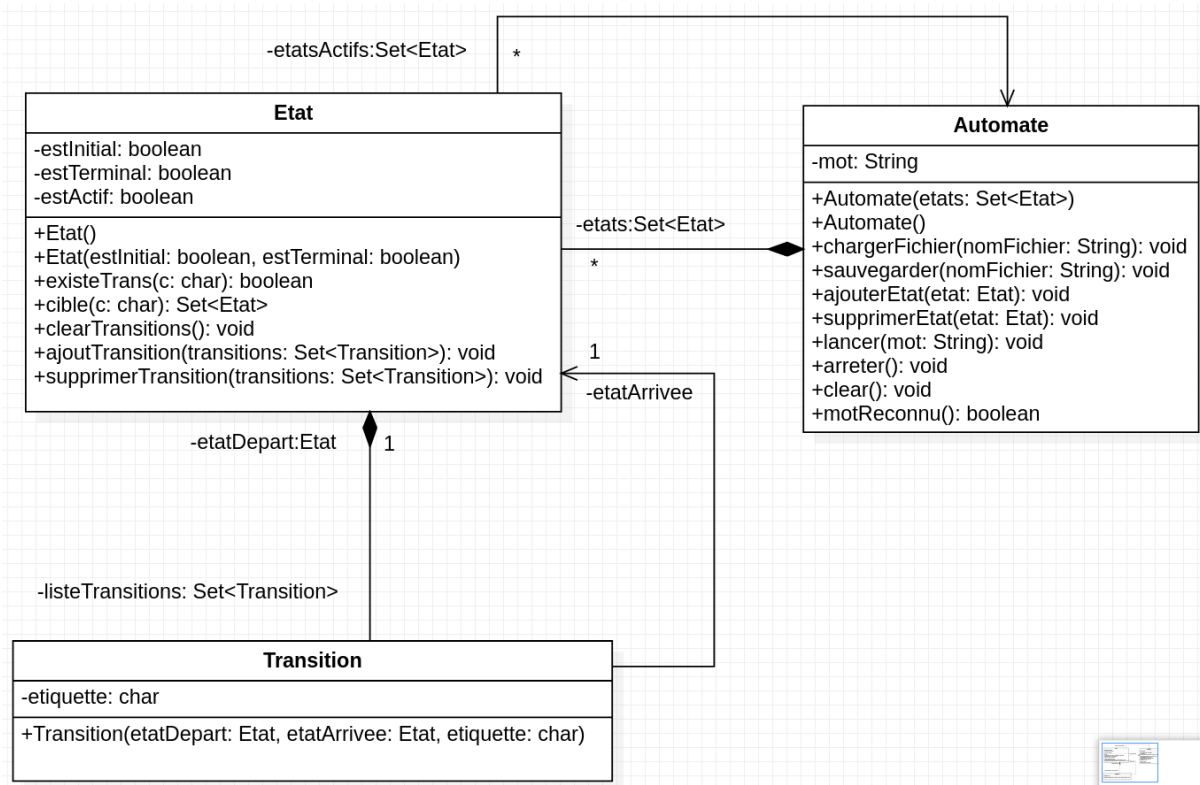 -etatsActifs:Set<Etat>
*
Etat
-estInitial: boolean
-estTerminal: boolean
-estActif: boolean
+Etat()
+Etat(estInitial: boolean, estTerminal: boolean)
+existeTrans(c: char): boolean
+cible(c: char): Set<Etat>
+clearTransitions(): void
+ajoutTransition(transitions: Set<Transition>): void
+supprimerTransition(transitions: Set<Transition>): void
-etats:Set<Etat>
*
Automate
-mot: String
+Automate(etats: Set<Etat>)
+Automate()
+chargerFichier(nomFichier: String): void
+sauvegarder(nomFichier: String): void
+ajouterEtat(etat: Etat): void
+supprimerEtat(etat: Etat): void
+lancer(mot: String): void
+arreter(): void
+clear(): void
+motReconnu(): boolean
1
-etatArrivee
-etatDepart:Etat
1
-listeTransitions: Set<Transition>
Transition
-etiquette: char
+Transition(etatDepart: Etat, etatArrivee: Etat, etiquette: char)